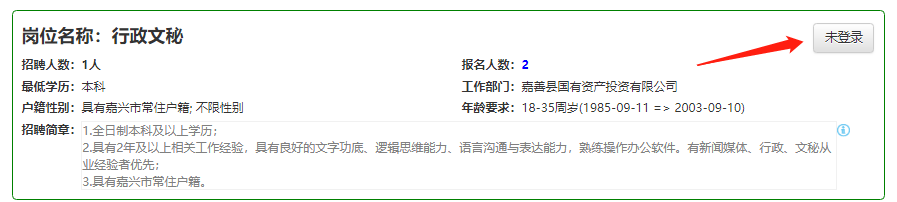 岗位名称：行政文秘
未登录
招聘人数：1人
报名人数：2
最低学历：本科
工作部门：嘉善县国有资产投资有限公司
户籍性别：具有嘉兴市常住户籍; 不限性别
年龄要求：18-35周岁(1985-09-11 => 2003-09-10)
招聘简章：
1.全日制本科及以上学历；
2.具有2年及以上相关工作经验，具有良好的文字功底、逻辑思维能力、语言沟通与表达能力，熟练操作办公软件。有新闻媒体、行政、文秘从
业经验者优先；
3.具有嘉兴市常住户籍。